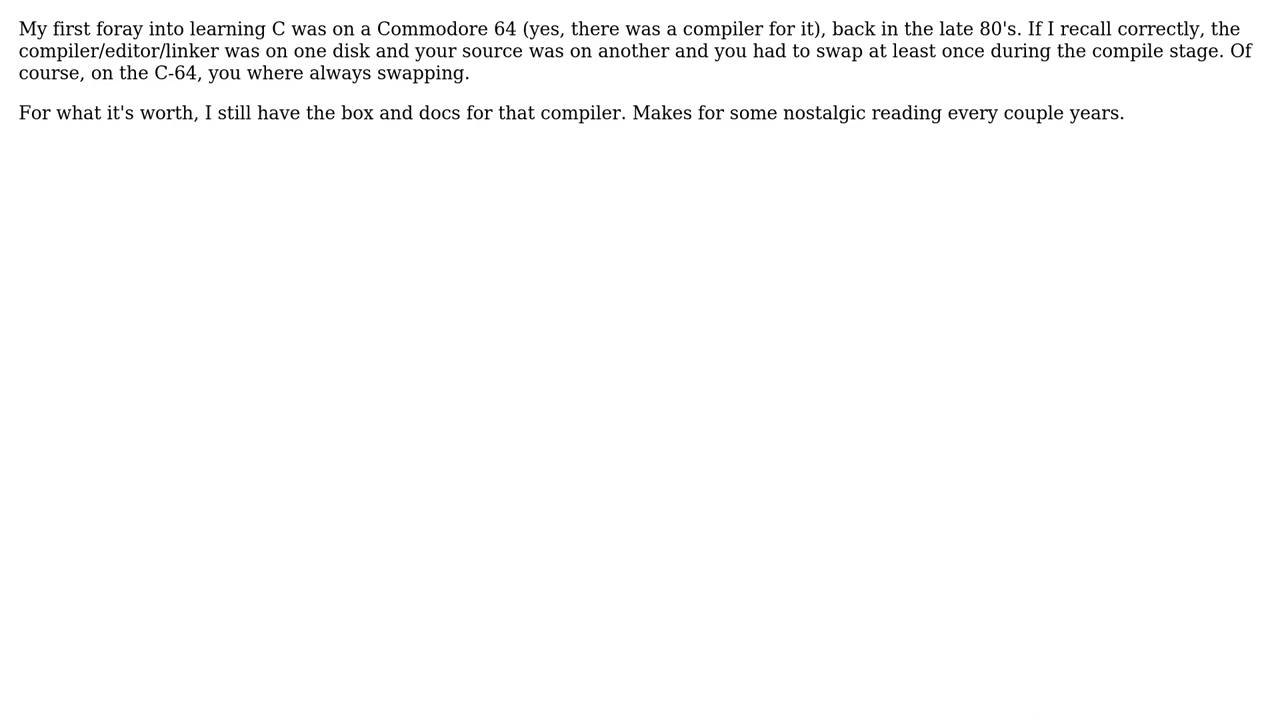 My first foray into learning C was on a Commodore 64 (yes, there was a compiler for it), back in the late 80's. If I recall correctly, the
compiler/editor/linker was on one disk and your source was on another and you had to swap at least once during the compile stage. Of
course, on the C-64, you where always swapping.
For what it's worth, I still have the box and docs for that compiler. Makes for some nostalgic reading every couple years.